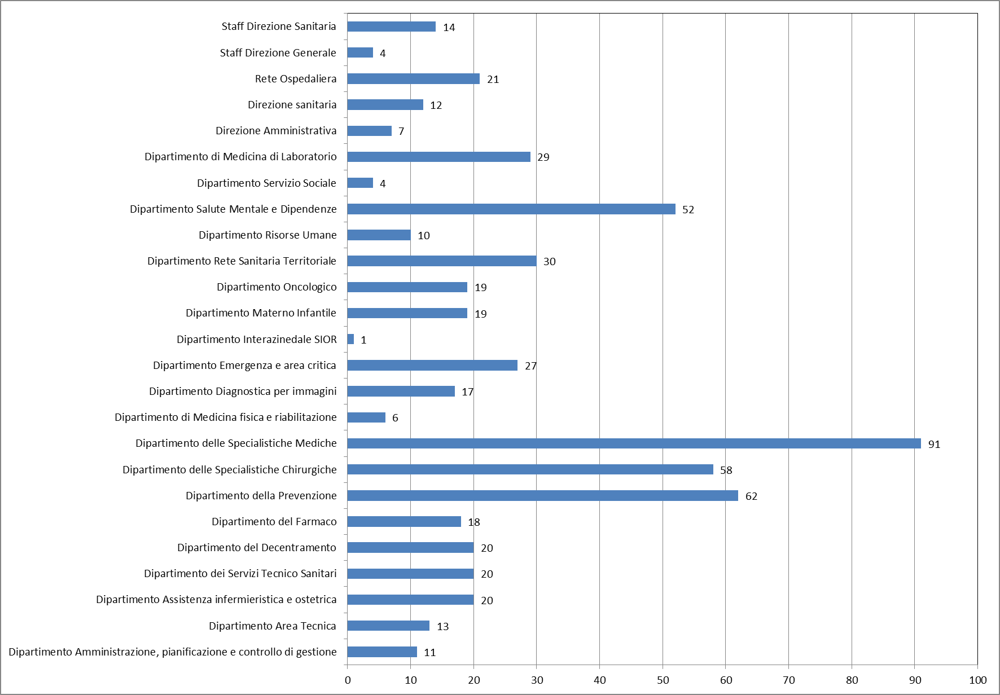 Staff Direzione Sanitaria 14
Staff Direzione Generale 4
Rete Ospedaliera 21
Direzione sanitaria 12
Direzione Amministrativa 7
Dipartimento di Medicina di Laboratorio 29
Dipartimento Servizio Sociale 4
Dipartimento Salute Mentale e Dipendenze 52
Dipartimento Risorse Umane 10
Dipartimento Rete Sanitaria Territoriale 30
Dipartimento Oncologico 19
Dipartimento Materno Infantile 19
Dipartimento Interazinedale SIOR 1
Dipartimento Emergenza e area critica 27
Dipartimento Diagnostica per immagini 17
Dipartimento di Medicina fisica e riabilitazione 6
Dipartimento delle Specialistiche Mediche 91
Dipartimento delle Specialistiche Chirurgiche 58
Dipartimento della Prevenzione 62
Dipartimento del Farmaco 18
Dipartimento del Decentramento 20
Dipartimento dei Servizi Tecnico Sanitari 20
Dipartimento Assistenza infermieristica e ostetrica 20
Dipartimento Area Tecnica 13
Dipartimento Amministrazione, pianificazione e controllo di gestione 11
0 10 20 30 40 50 60 70 80 90 100